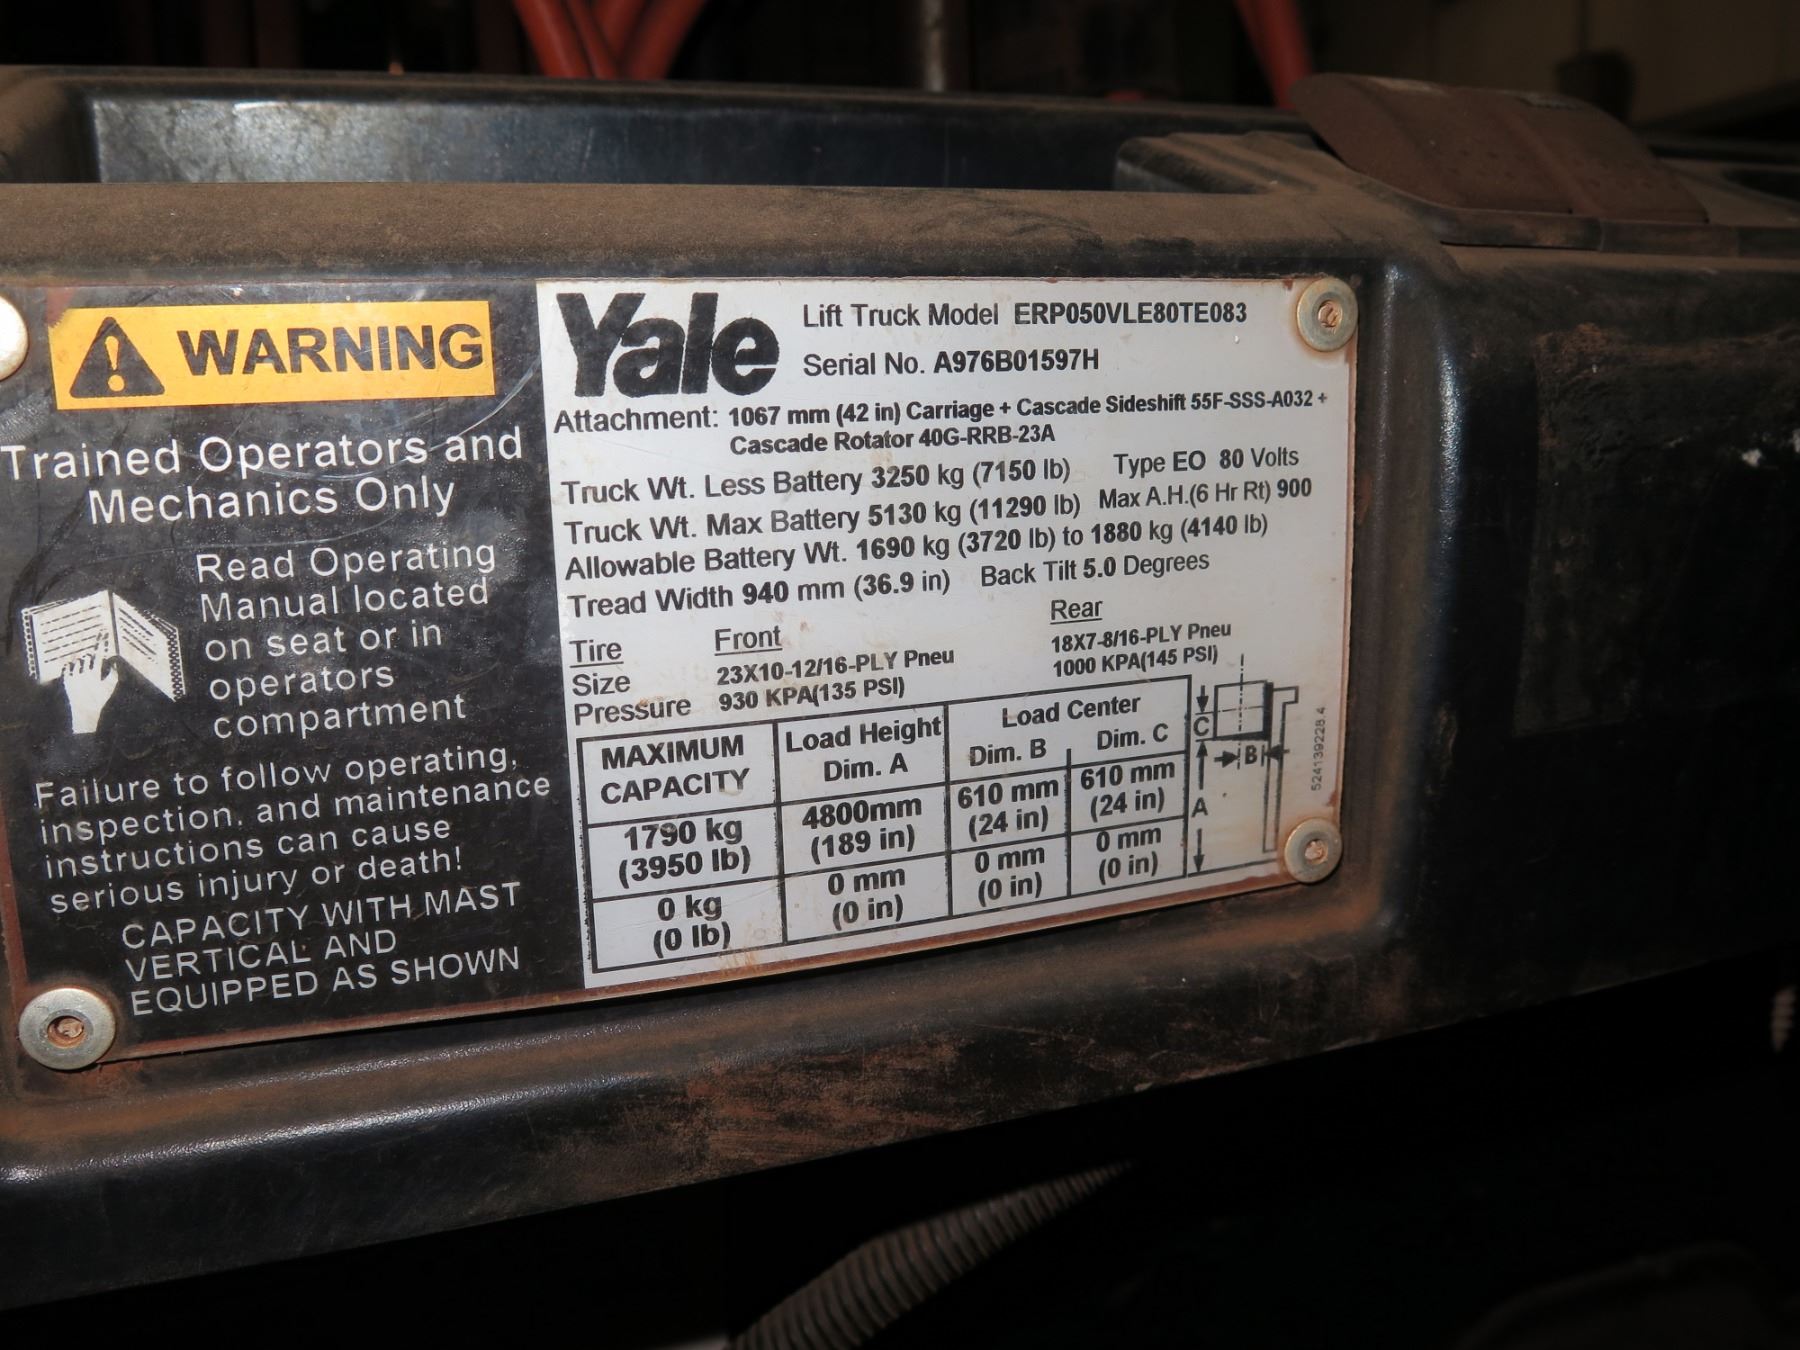 WARNING
Trained Operators and
Mechanics Only
Read Operating
Manual located
on seat or in
operators
compartment
Failure to follow operating,
inspection, and maintenance
instructions can cause
serious injury or death!
CAPACITY WITH MAST
VERTICAL AND
EQUIPPED AS SHOWN
Yale
Lift Truck Model ERP050VLE80TE083
Serial No. A976B01597H
Attachment: 1067 mm (42 in) Carriage + Cascade Sideshift 55F-SSS-A032 +
Cascade Rotator 40G-RRB-23A
Truck Wt. Less Battery 3250 kg (7150 lb) Type EO 80 Volts
Truck Wt. Max Battery 5130 kg (11290 lb) Max A.H.(6 Hr Rt) 900
Allowable Battery Wt. 1690 kg (3720 lb) to 1880 kg (4140 lb)
Tread Width 940 mm (36.9 in) Back Tilt 5.0 Degrees
Tire Front Rear
Size 23X10-12/16-PLY Pneu 18X7-8/16-PLY Pneu
Pressure 930 KPA(135 PSI) 1000 KPA(145 PSI)
MAXIMUM CAPACITY
Load Height Dim. A
Load Center
Dim. B Dim. C
1790 kg 4800mm 610 mm 610 mm
(3950 lb) (189 in) (24 in) (24 in)
0 kg 0 mm 0 mm 0 mm
(0 lb) (0 in) (0 in) (0 in)
C
B
A
524139228.4